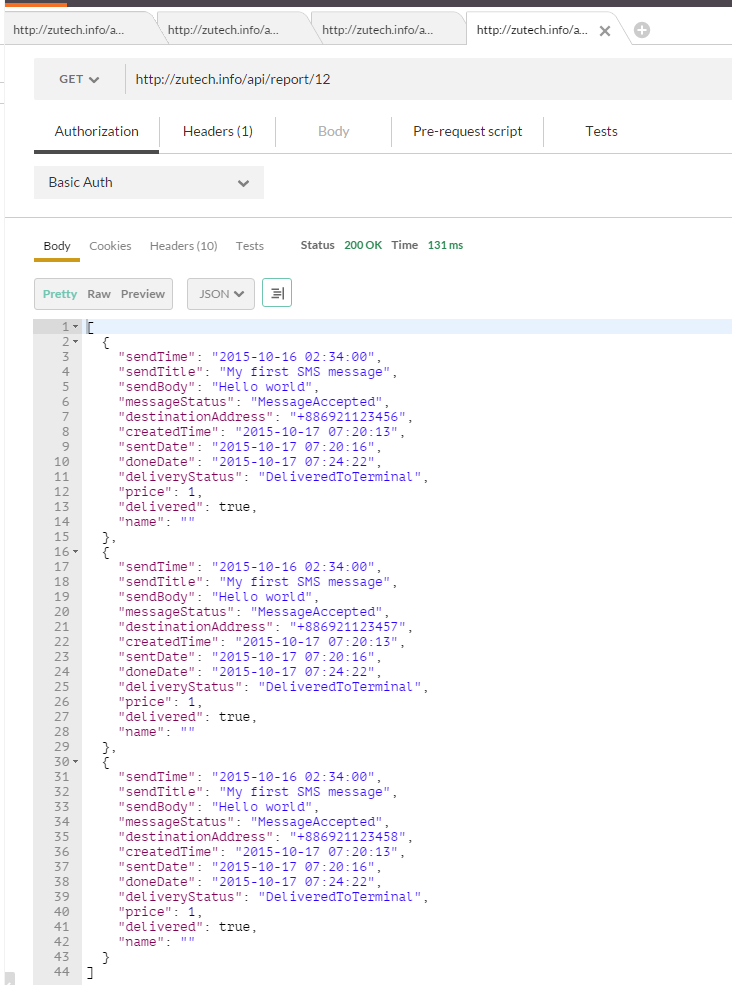 http://zutech.info/a... http://zutech.info/a... http://zutech.info/a... http://zutech.info/a...
GET http://zutech.info/api/report/12
Authorization Headers (1) Body Pre-request script Tests
Basic Auth
Body Cookies Headers (10) Tests Status 200 OK Time 131 ms
Pretty Raw Preview JSON
1 [
2 {
3 "sendTime": "2015-10-16 02:34:00",
4 "sendTitle": "My first SMS message",
5 "sendBody": "Hello world",
6 "messageStatus": "MessageAccepted",
7 "destinationAddress": "+886921123456",
8 "createdTime": "2015-10-17 07:20:13",
9 "sentDate": "2015-10-17 07:20:16",
10 "doneDate": "2015-10-17 07:24:22",
11 "deliveryStatus": "DeliveredToTerminal",
12 "price": 1,
13 "delivered": true,
14 "name": ""
15 },
16 {
17 "sendTime": "2015-10-16 02:34:00",
18 "sendTitle": "My first SMS message",
19 "sendBody": "Hello world",
20 "messageStatus": "MessageAccepted",
21 "destinationAddress": "+886921123457",
22 "createdTime": "2015-10-17 07:20:13",
23 "sentDate": "2015-10-17 07:20:16",
24 "doneDate": "2015-10-17 07:24:22",
25 "deliveryStatus": "DeliveredToTerminal",
26 "price": 1,
27 "delivered": true,
28 "name": ""
29 },
30 {
31 "sendTime": "2015-10-16 02:34:00",
32 "sendTitle": "My first SMS message",
33 "sendBody": "Hello world",
34 "messageStatus": "MessageAccepted",
35 "destinationAddress": "+886921123458",
36 "createdTime": "2015-10-17 07:20:13",
37 "sentDate": "2015-10-17 07:20:16",
38 "doneDate": "2015-10-17 07:24:22",
39 "deliveryStatus": "DeliveredToTerminal",
40 "price": 1,
41 "delivered": true,
42 "name": ""
43 }
44 ]